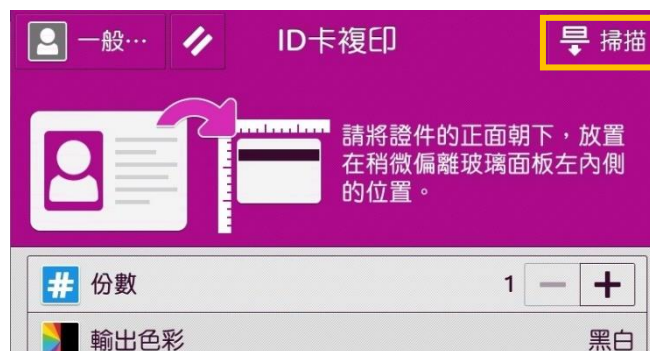 一般…
ID卡複印
掃描
請將證件的正面朝下，放置
在稍微偏離玻璃面板左內側
的位置。
# 份數 1 − +
輸出色彩 黑白